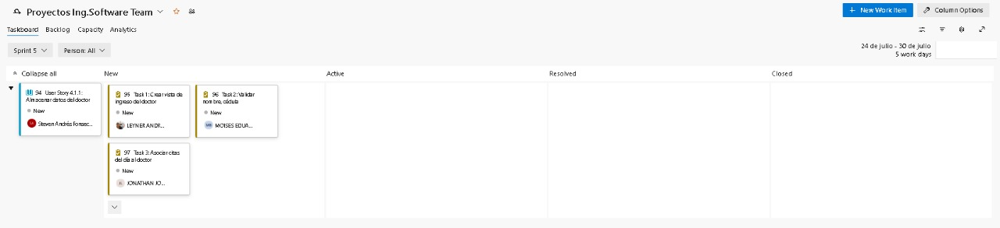 Proyectos Ing.Software Team
New Work Item
Column Options
Taskboard Backlog Capacity Analytics
Sprint 5 Person: All
24 de julio - 30 de julio
5 work days
Collapse all New Active Resolved Closed
94 User Story 4.1.1:
Almacenar datos del doctor
New
Steven Andrés Fonsec...
95 Task 1: Crear vista de
ingreso del doctor
New
LEYNER ANDR...
96 Task 2: Validar
nombre, cédula
New
MOISES EDUA...
97 Task 3: Asociar citas
del día al doctor
New
JONATHAN JO...